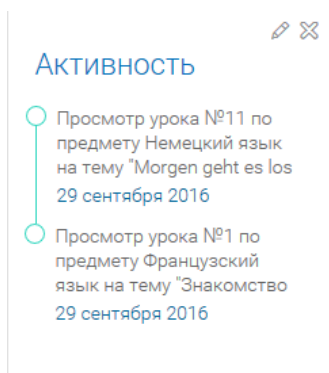 Активность
Просмотр урока №11 по
предмету Немецкий язык
на тему "Morgen geht es los
29 сентября 2016
Просмотр урока №1 по
предмету Французский
язык на тему "Знакомство
29 сентября 2016